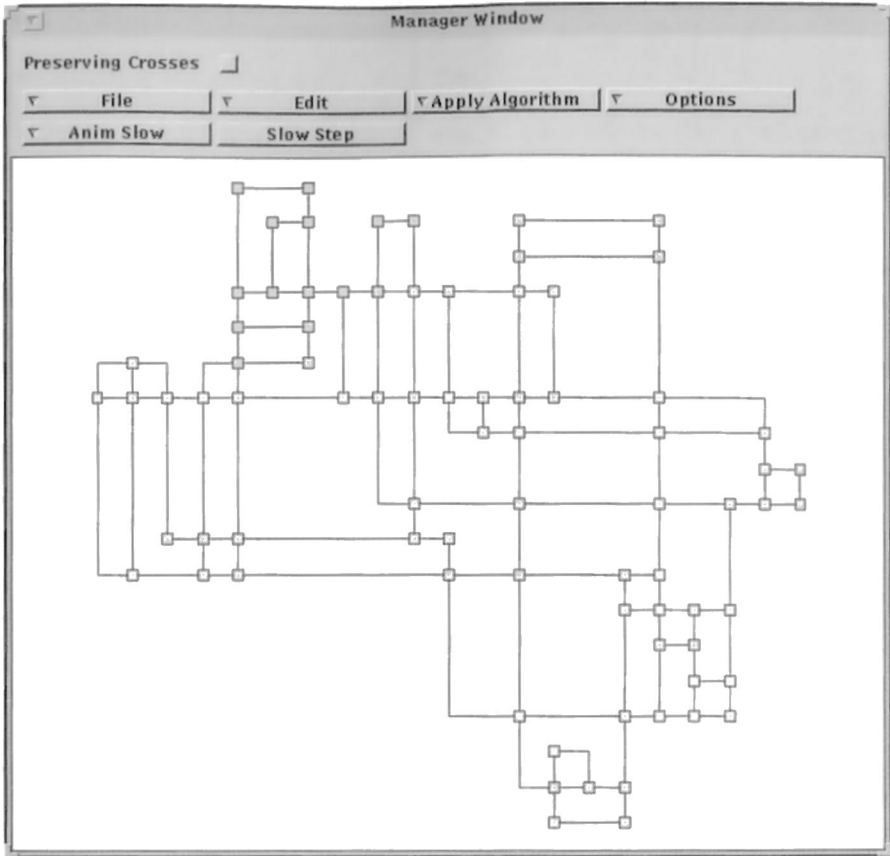 Manager Window
Preserving Crosses
File Edit Apply Algorithm Options
Anim Slow Slow Step